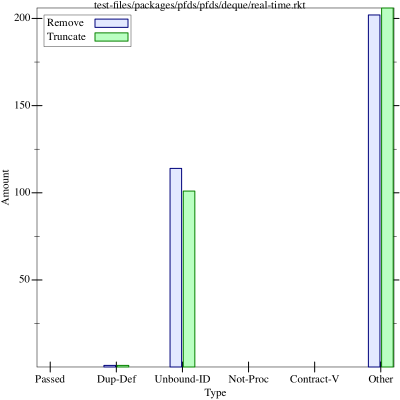 test-files/packages/pfds/pfds/deque/real-time.rkt
Remove
Truncate
200
150
100
50
Amount
Passed Dup-Def Unbound-ID Not-Proc Contract-V Other
Type